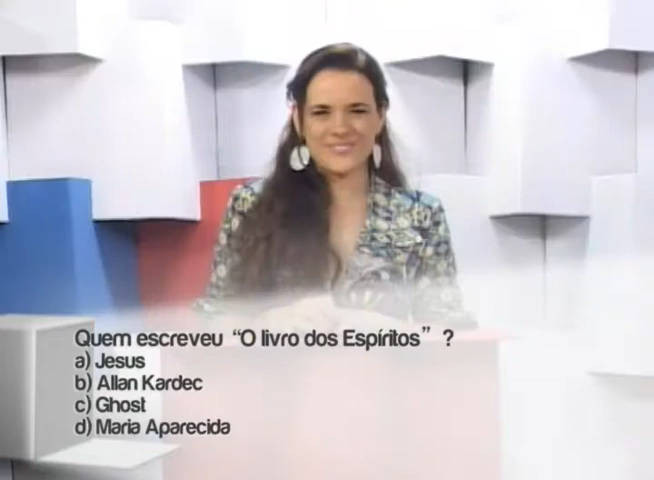 Quem escreveu “O livro dos Espíritos” ?
a) Jesus
b) Allan Kardec
c) Ghost
d) Maria Aparecida